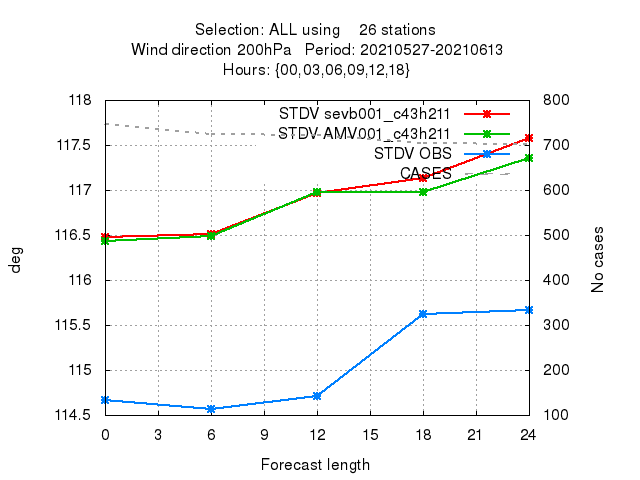 Selection: ALL using 26 stations
Wind direction 200hPa Period: 20210527-20210613
Hours: {00,03,06,09,12,18}
118
117.5
117
116.5
116
115.5
115
114.5
deg
STDV sevb001_c43h211
STDV AMV001_c43h211
STDV OBS
CASES
800
700
600
500
400
300
200
100
No cases
0 3 6 9 12 15 18 21 24
Forecast length